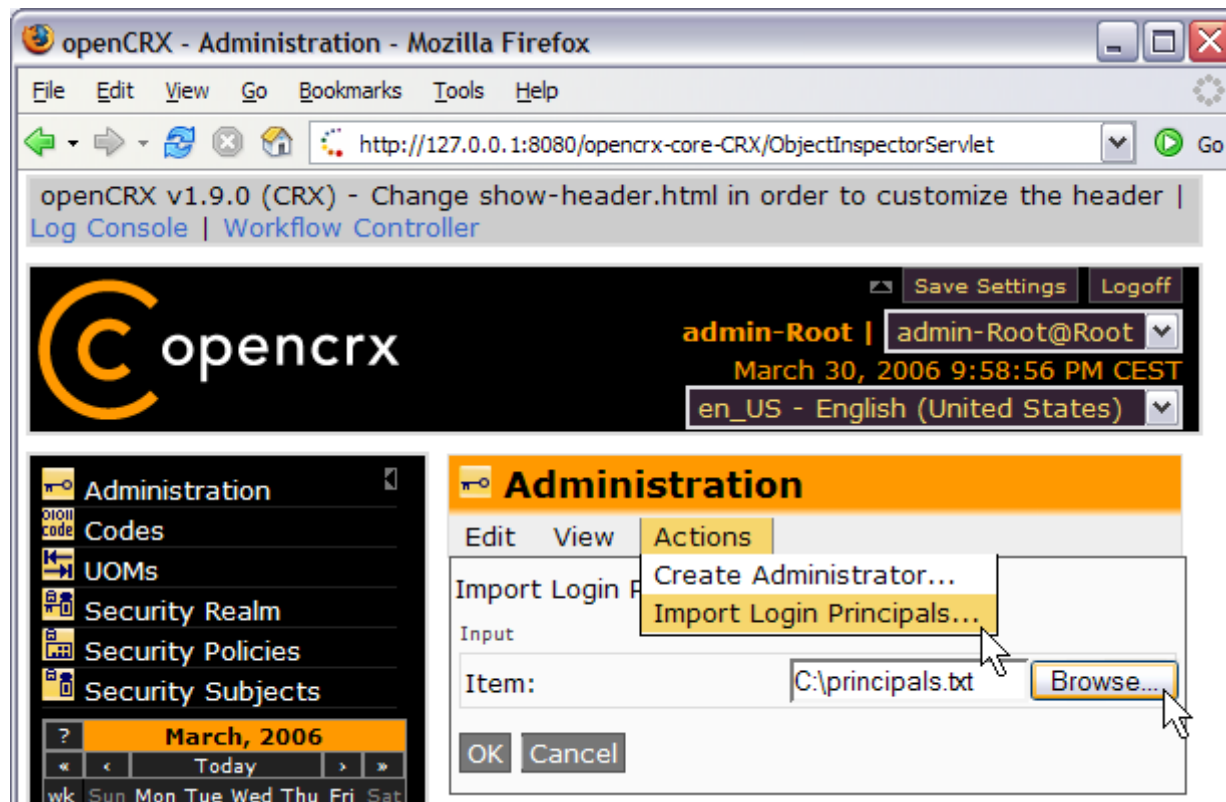 openCRX - Administration - Mozilla Firefox
File Edit View Go Bookmarks Tools Help
http://127.0.0.1:8080/opencrx-core-CRX/ObjectInspectorServlet Go
openCRX v1.9.0 (CRX) - Change show-header.html in order to customize the header |
Log Console | Workflow Controller
Save Settings Logoff
opencrx
admin-Root | admin-Root@Root
March 30, 2006 9:58:56 PM CEST
en_US - English (United States)
Administration
Codes
UOMs
Security Realm
Security Policies
Security Subjects
? March, 2006
« ‹ Today › »
wk Sun Mon Tue Wed Thu Fri Sat
Administration
Edit View Actions
Create Administrator...
Import Login Principals...
Import Login
Input
Item: C:\principals.txt Browse...
OK Cancel